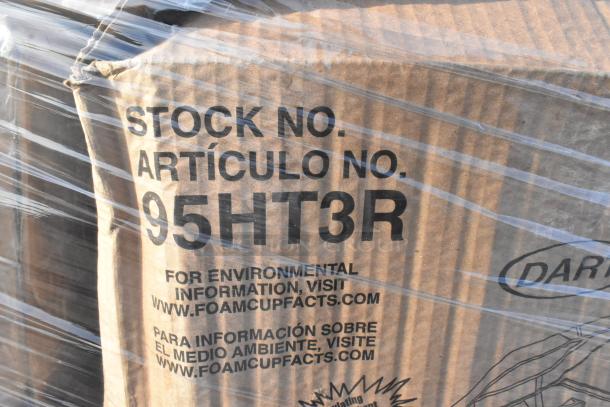 STOCK NO.
ARTÍCULO NO.
95HT3R
FOR ENVIRONMENTAL
INFORMATION, VISIT
WWW.FOAMCUPFACTS.COM
PARA INFORMACIÓN SOBRE
EL MEDIO AMBIENTE, VISITE
WWW.FOAMCUPFACTS.COM
DART